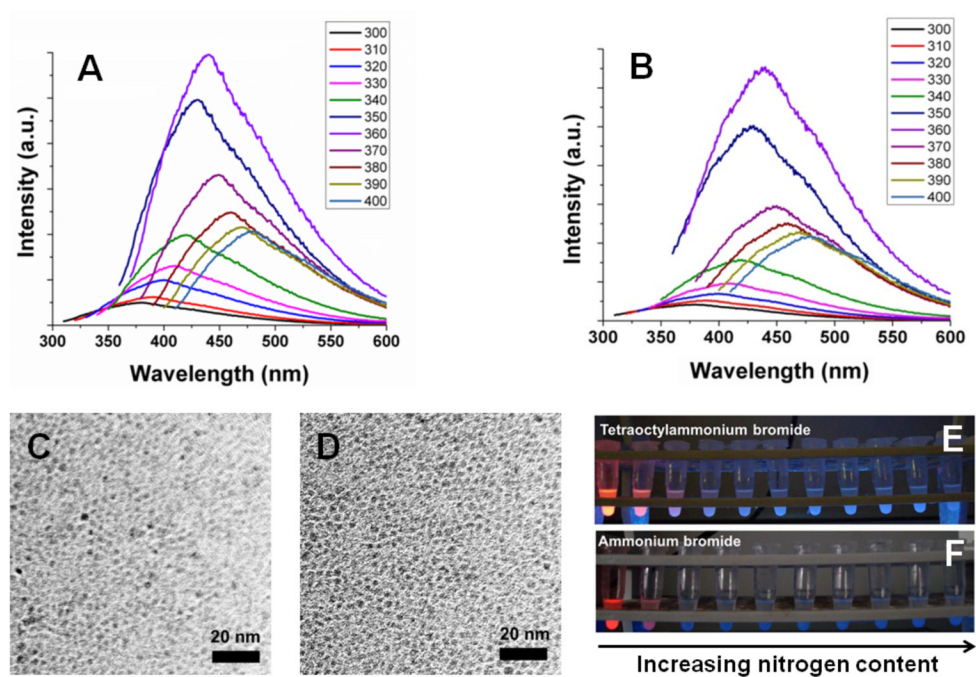 A
300
310
320
330
340
350
360
370
380
390
400
Intensity (a.u.)
300 350 400 450 500 550 600
Wavelength (nm)
B
300
310
320
330
340
350
360
370
380
390
400
Intensity (a.u.)
300 350 400 450 500 550 600
Wavelength (nm)
C
20 nm
D
20 nm
Tetraoctylammonium bromide
E
Ammonium bromide
F
Increasing nitrogen content